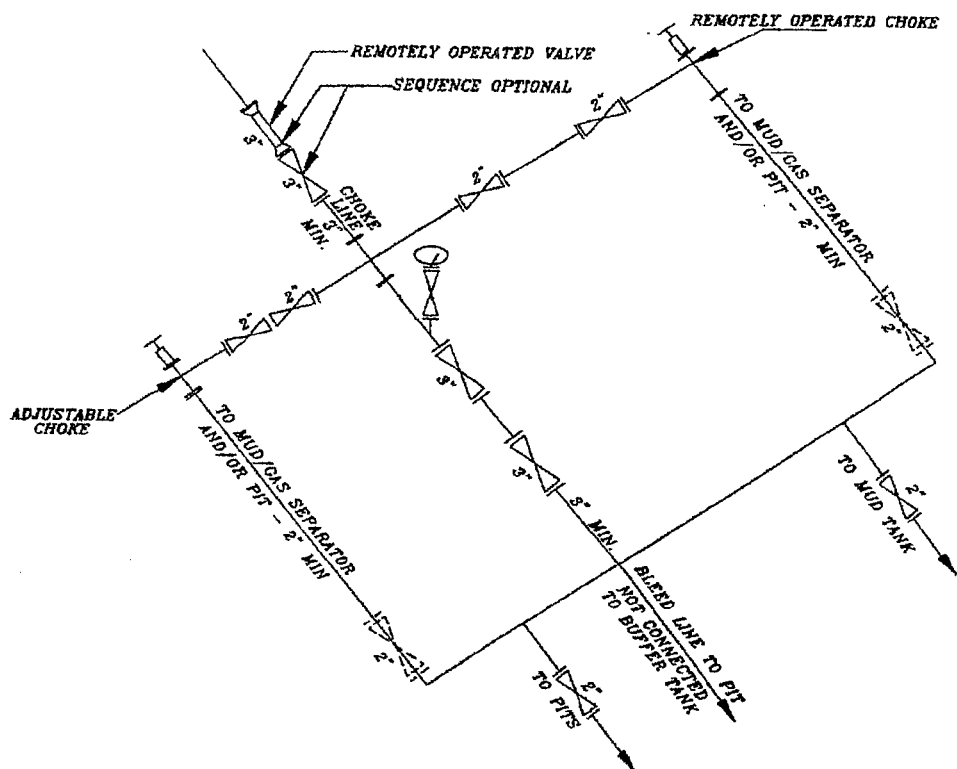 REMOTELY OPERATED CHOKE
REMOTELY OPERATED VALVE
SEQUENCE OPTIONAL
3"
3"
CHOKE
LINE
3"
MIN.
2"
2"
TO MUD/GAS SEPARATOR
AND/OR PIT - 2" MIN
2"
2"
2"
ADJUSTABLE
CHOKE
TO MUD/GAS SEPARATOR
AND/OR PIT - 2" MIN
2"
3"
3"
3" MIN.
BLEED LINE TO PIT
NOT CONNECTED
TO BUFFER TANK
2"
TO MUD
TANK
2"
TO PITS